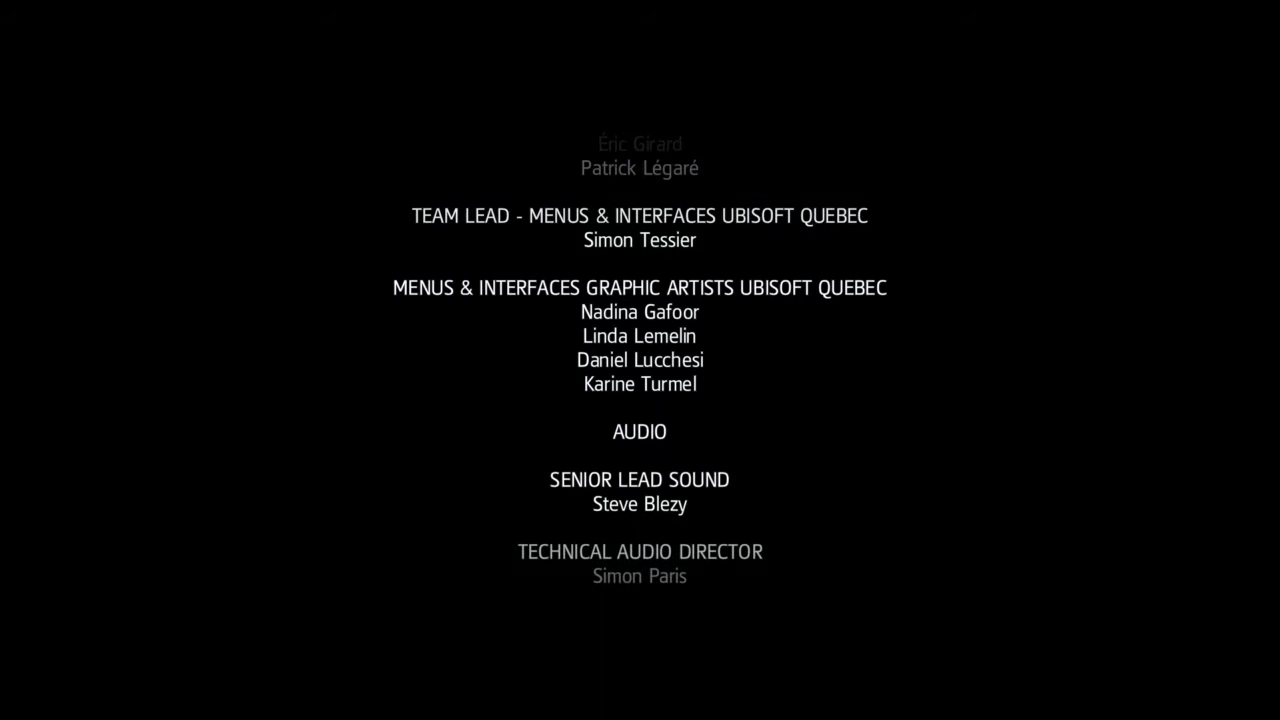 Éric Girard
Patrick Légaré
TEAM LEAD - MENUS & INTERFACES UBISOFT QUEBEC
Simon Tessier
MENUS & INTERFACES GRAPHIC ARTISTS UBISOFT QUEBEC
Nadina Gafoor
Linda Lemelin
Daniel Lucchesi
Karine Turmel
AUDIO
SENIOR LEAD SOUND
Steve Blezy
TECHNICAL AUDIO DIRECTOR
Simon Paris